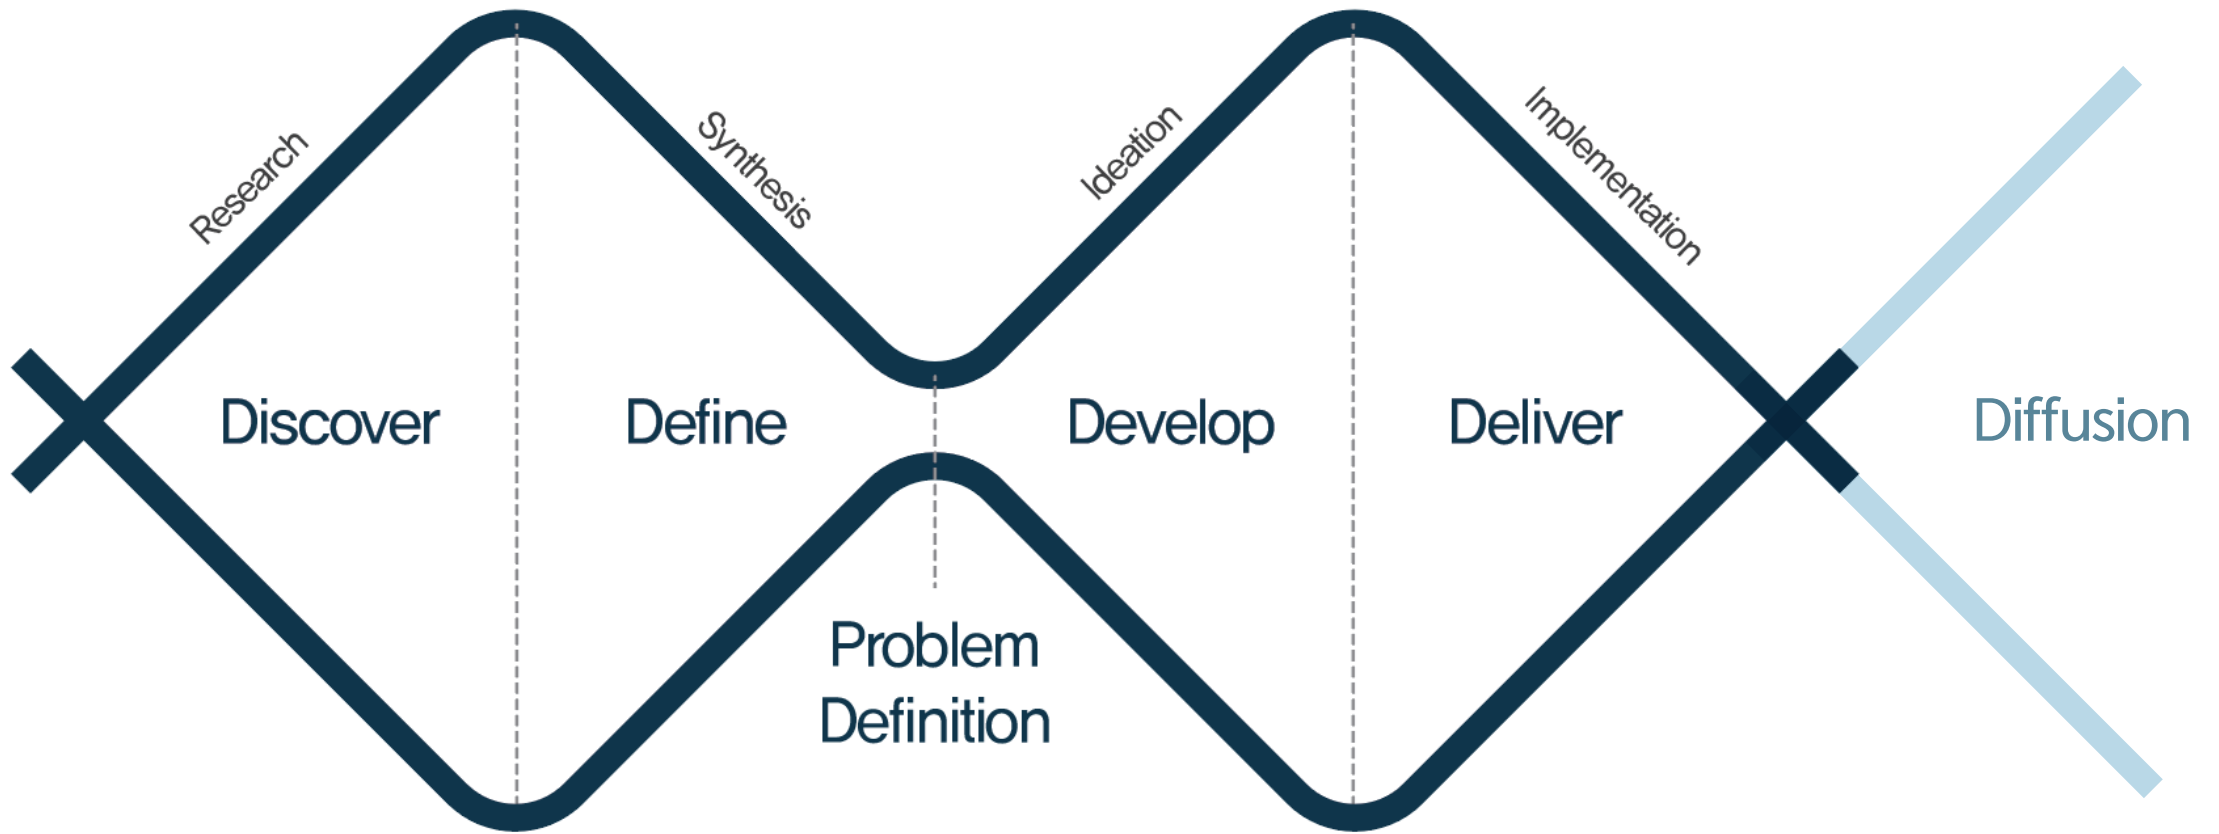 Research
Synthesis
Ideation
Implementation
Discover
Define
Develop
Deliver
Diffusion
Problem
Definition